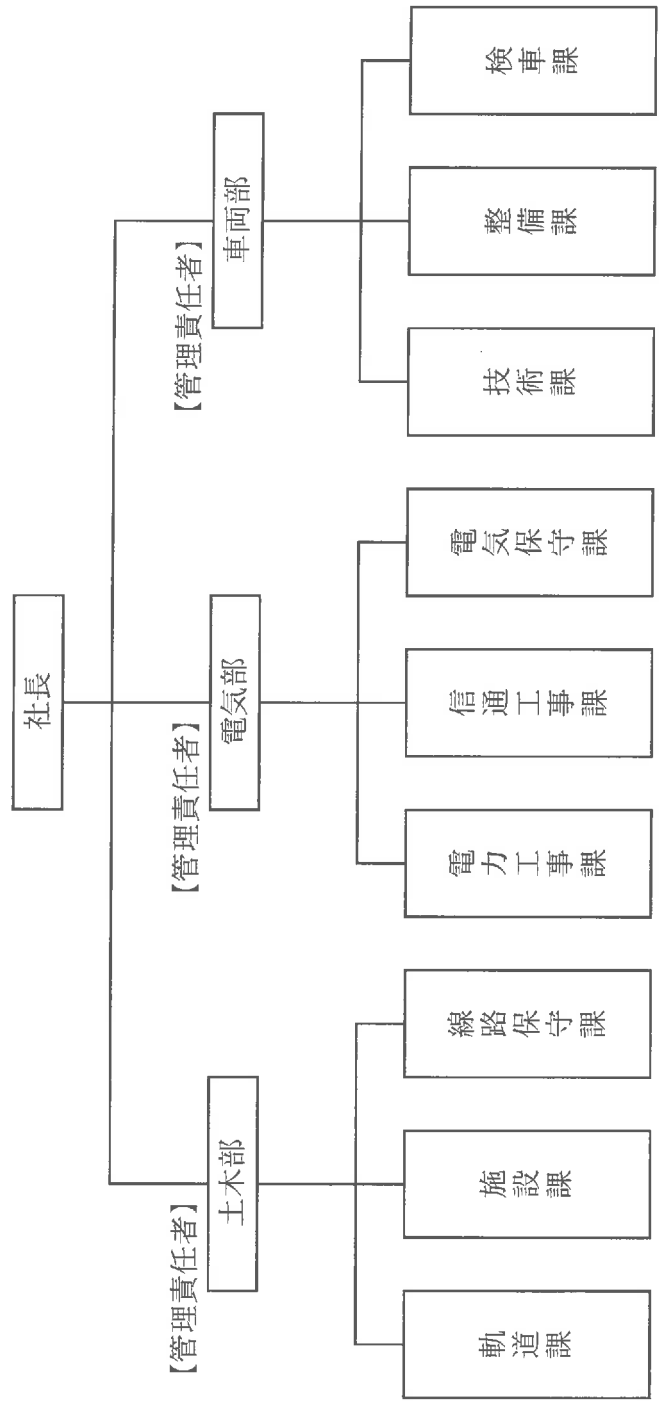 社長
【管理責任者】
土木部
【管理責任者】
電気部
【管理責任者】
車両部
軌道課
施設課
線路保守課
電力工事課
信通工事課
電気保守課
技術課
整備課
検車課